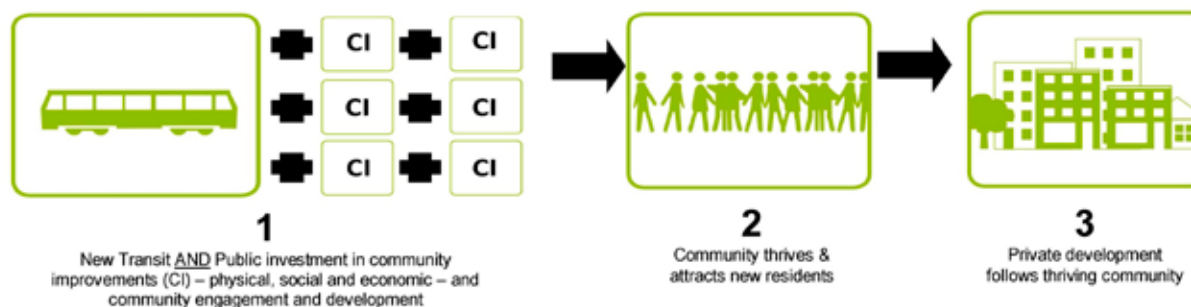 CI CI
CI CI
CI CI
1
New Transit AND Public investment in community
improvements (CI) – physical, social and economic – and
community engagement and development
2
Community thrives &
attracts new residents
3
Private development
follows thriving community